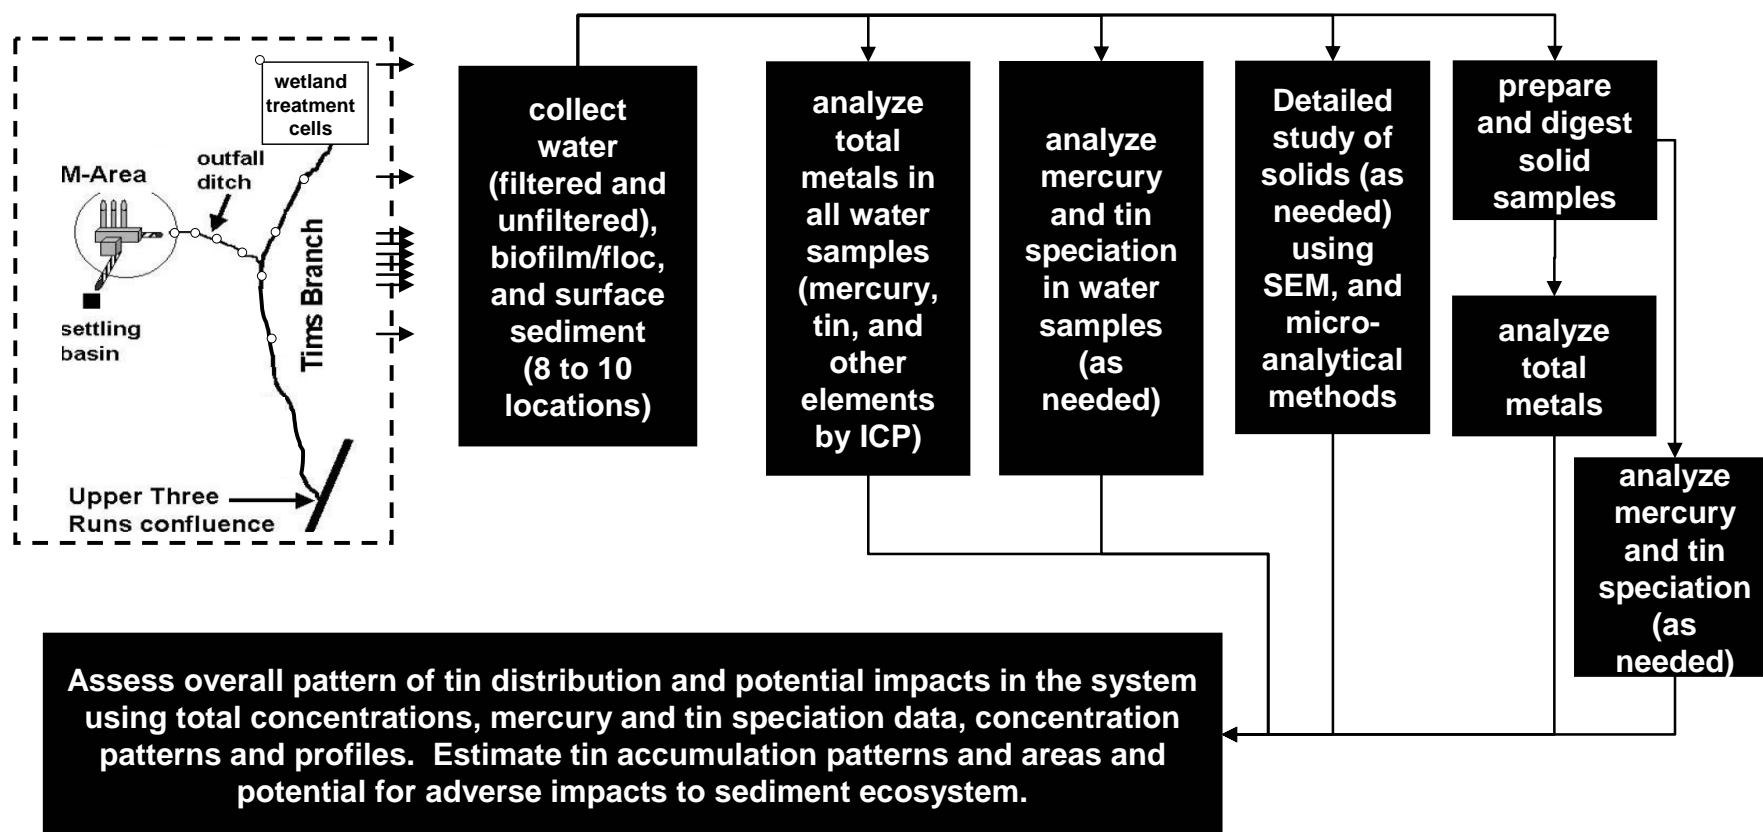 wetland
treatment
cells
outfall
ditch
M-Area
Tims Branch
settling
basin
Upper Three
Runs confluence
collect
water
(filtered and
unfiltered),
biofilm/floc,
and surface
sediment
(8 to 10
locations)
analyze
total
metals in
all water
samples
(mercury,
tin, and
other
elements
by ICP)
analyze
mercury
and tin
speciation
in water
samples
(as
needed)
Detailed
study of
solids (as
needed)
using
SEM, and
micro-
analytical
methods
prepare
and digest
solid
samples
analyze
total
metals
analyze
mercury
and tin
speciation
(as
needed)
Assess overall pattern of tin distribution and potential impacts in the system
using total concentrations, mercury and tin speciation data, concentration
patterns and profiles.  Estimate tin accumulation patterns and areas and
potential for adverse impacts to sediment ecosystem.